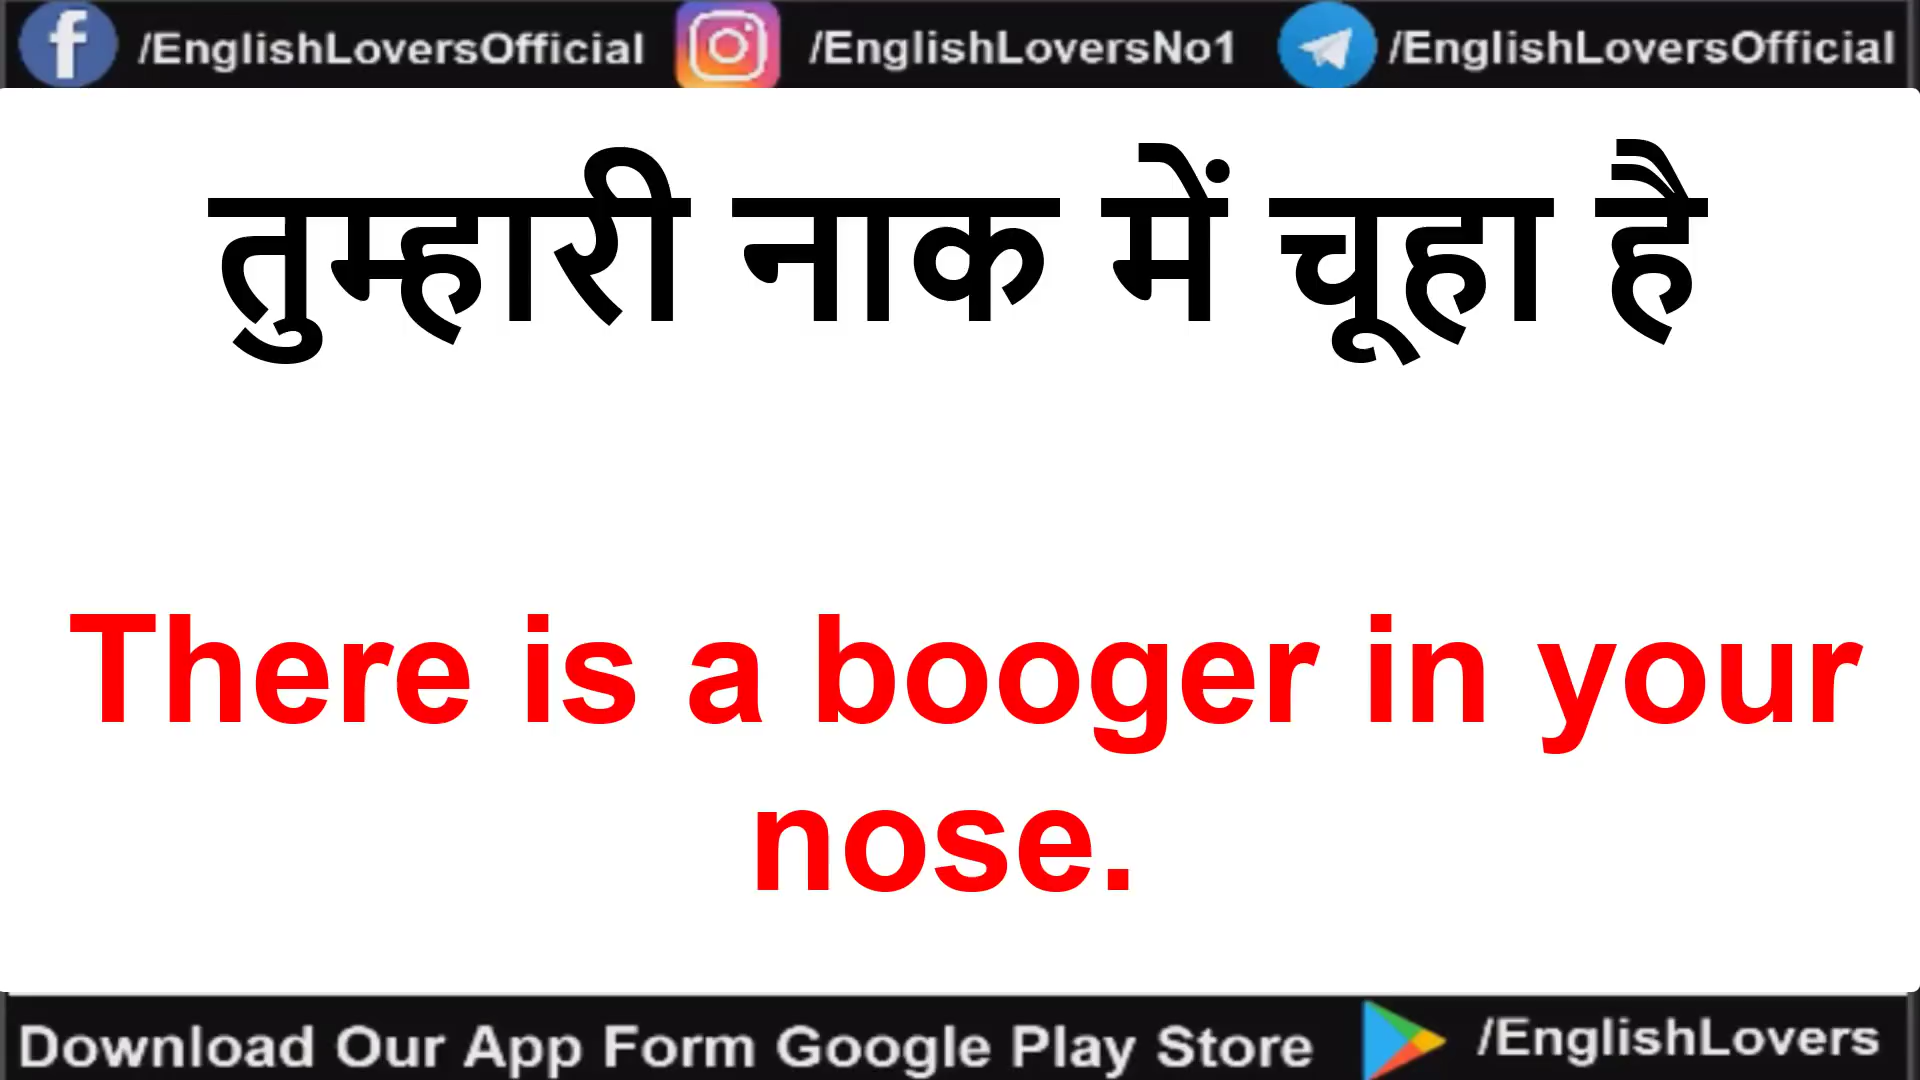 /EnglishLoversOfficial /EnglishLoversNo1 /EnglishLoversOfficial
तुम्हारी नाक में चूहा है
There is a booger in your
nose.
Download Our App Form Google Play Store /EnglishLovers